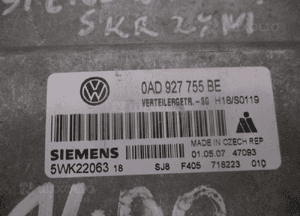 SKR 27M
0AD 927 755 BE
VERTEILERGETR. -SG H18/S0119
SIEMENS
MADE IN CZECH REP
01.05.07 47093
5WK22063 18 SJ8 F405 718223 010